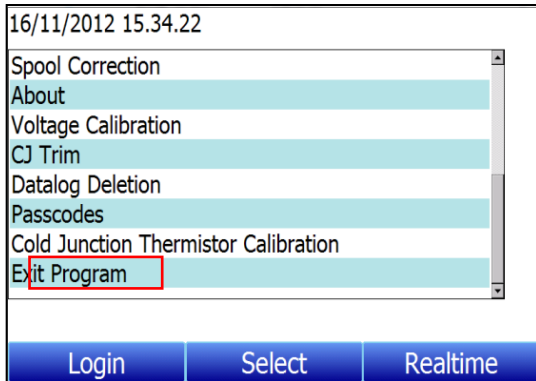 16/11/2012 15.34.22
Spool Correction
About
Voltage Calibration
CJ Trim
Datalog Deletion
Passcodes
Cold Junction Thermistor Calibration
Exit Program
Login Select Realtime